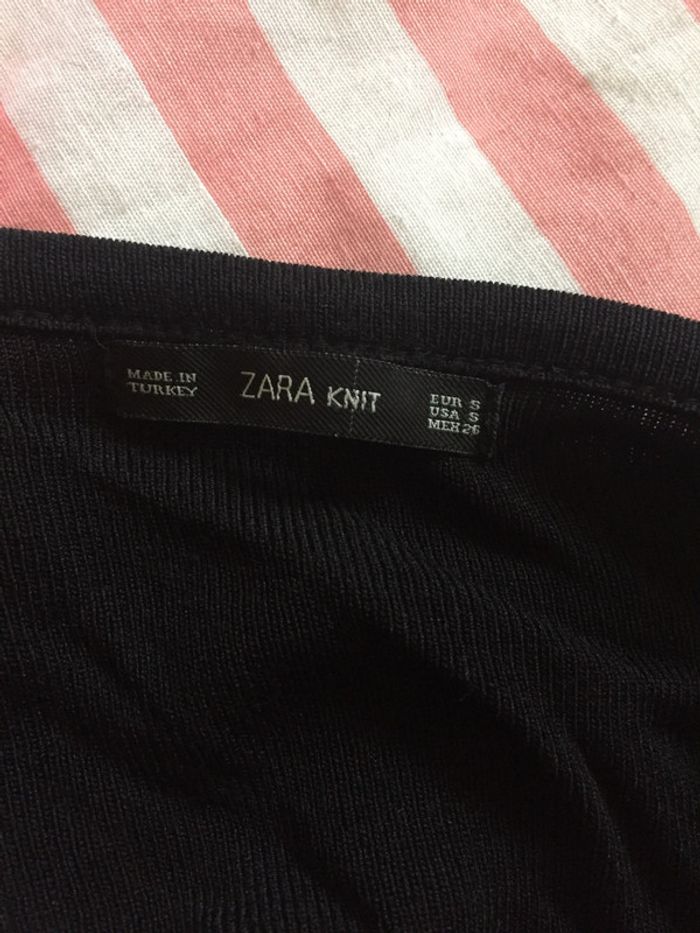 MADE IN
TURKEY
ZARA KNIT
EUR S
USA S
MEX 26